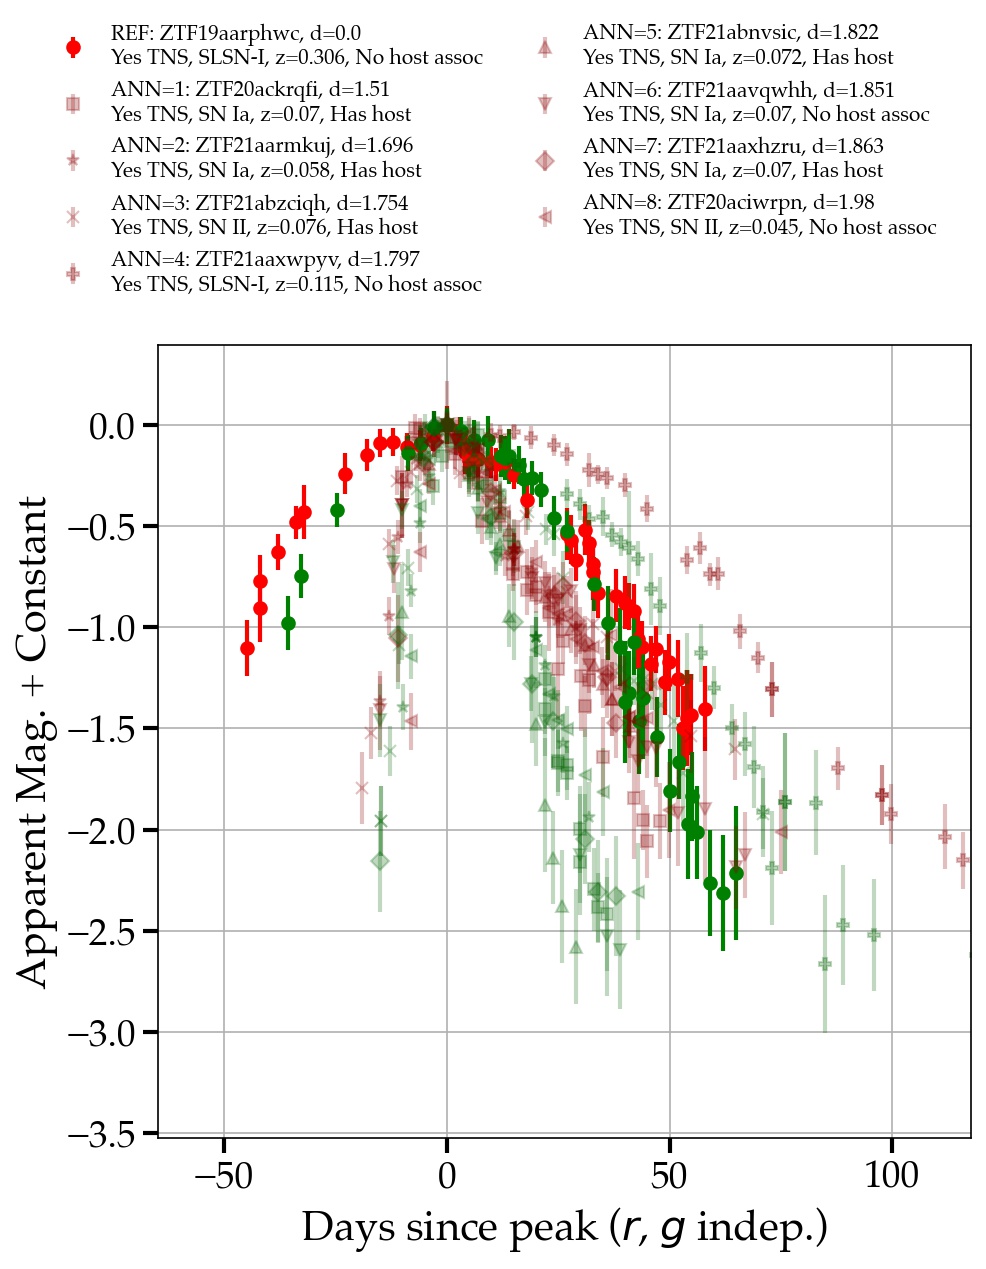 REF: ZTF19aarphwc, d=0.0
Yes TNS, SLSN-I, z=0.306, No host assoc
ANN=1: ZTF20ackrqfi, d=1.51
Yes TNS, SN Ia, z=0.07, Has host
ANN=2: ZTF21aarmkuj, d=1.696
Yes TNS, SN Ia, z=0.058, Has host
ANN=3: ZTF21abzciqh, d=1.754
Yes TNS, SN II, z=0.076, Has host
ANN=4: ZTF21aaxwpyv, d=1.797
Yes TNS, SLSN-I, z=0.115, No host assoc
ANN=5: ZTF21abnvsic, d=1.822
Yes TNS, SN Ia, z=0.072, Has host
ANN=6: ZTF21aavqwhh, d=1.851
Yes TNS, SN Ia, z=0.07, No host assoc
ANN=7: ZTF21aaxhzru, d=1.863
Yes TNS, SN Ia, z=0.07, Has host
ANN=8: ZTF20aciwrpn, d=1.98
Yes TNS, SN II, z=0.045, No host assoc
Apparent Mag. + Constant
0.0
−0.5
−1.0
−1.5
−2.0
−2.5
−3.0
−3.5
−50
0
50
100
Days since peak (r, g indep.)